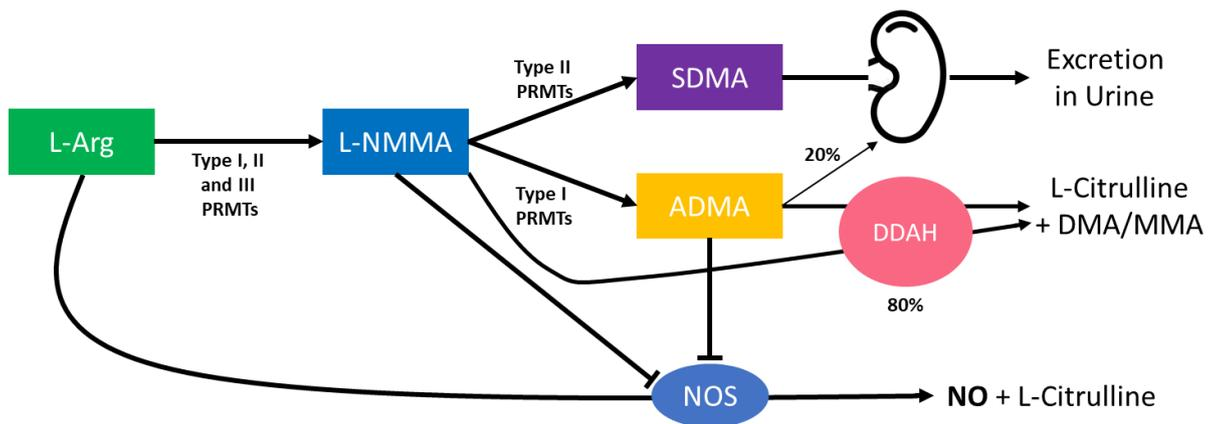 L-Arg
Type I, II
and III
PRMTs
L-NMMA
Type II
PRMTs
Type I
PRMTs
SDMA
ADMA
20%
Excretion
in Urine
DDAH
80%
L-Citrulline
+ DMA/MMA
NOS
NO + L-Citrulline